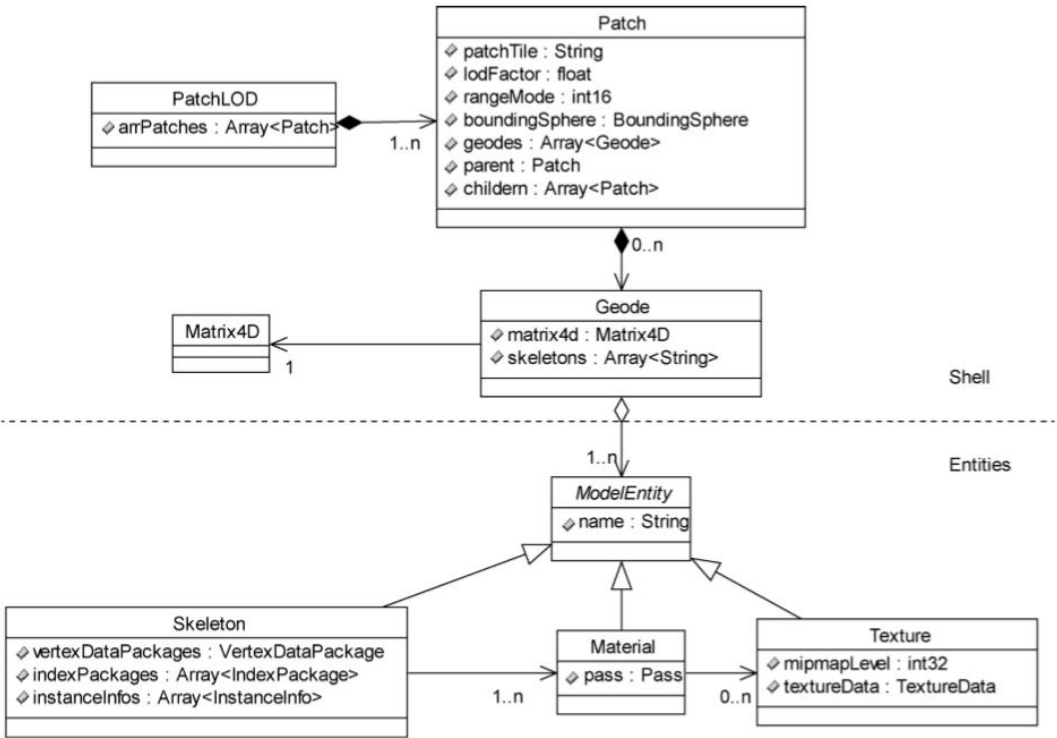 Patch
patchTile : String
lodFactor : float
rangeMode : int16
boundingSphere : BoundingSphere
geodes : Array<Geode>
parent : Patch
childern : Array<Patch>
PatchLOD
arrPatches : Array<Patch>
1..n
0..n
Geode
matrix4d : Matrix4D
skeletons : Array<String>
Matrix4D
1
Shell
1..n
Entities
ModelEntity
name : String
Skeleton
vertexDataPackages : VertexDataPackage
indexPackages : Array<IndexPackage>
instanceInfos : Array<InstanceInfo>
1..n
Material
pass : Pass
0..n
Texture
mipmapLevel : int32
textureData : TextureData